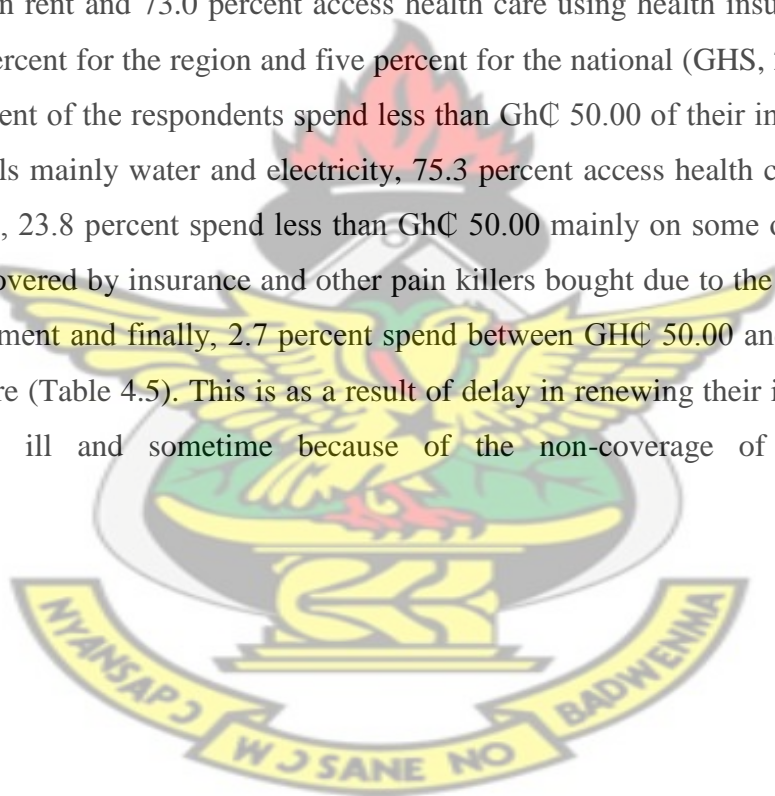 n rent and 73.0 percent access health care using health insu
ercent for the region and five percent for the national (GHS,
ent of the respondents spend less than Gh₵ 50.00 of their in
ls mainly water and electricity, 75.3 percent access health c
, 23.8 percent spend less than Gh₵ 50.00 mainly on some
overed by insurance and other pain killers bought due to the
ment and finally, 2.7 percent spend between GH₵ 50.00 an
re (Table 4.5). This is as a result of delay in renewing their i
ill and sometime because of the non-coverage of
NYANSAPƆ
WƆSANE NO
BADWENMA